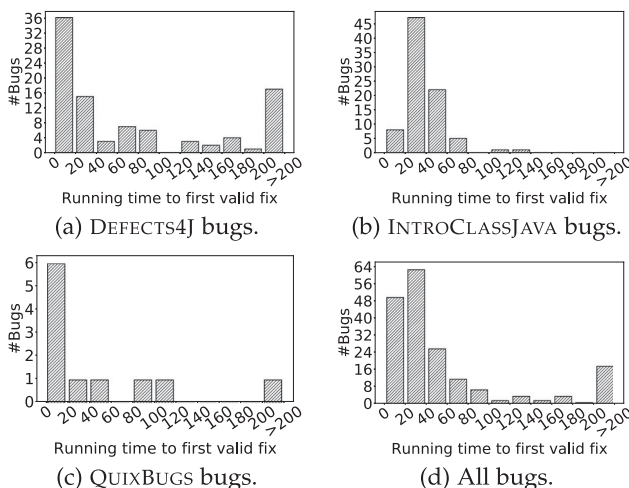 #Bugs
36
32
28
24
20
16
12
8
4
0
0 20 40 60 80 100 120 140 160 180 200 >200
Running time to first valid fix
(a) DEFECTS4J bugs.
#Bugs
45
40
35
30
25
20
15
10
5
0
0 20 40 60 80 100 120 140 160 180 200 >200
Running time to first valid fix
(b) INTROCLASSJAVA bugs.
#Bugs
6
5
4
3
2
1
0
0 20 40 60 80 100 120 140 160 180 200 >200
Running time to first valid fix
(c) QUIXBUGS bugs.
#Bugs
64
56
48
40
32
24
16
8
0
0 20 40 60 80 100 120 140 160 180 200 >200
Running time to first valid fix
(d) All bugs.